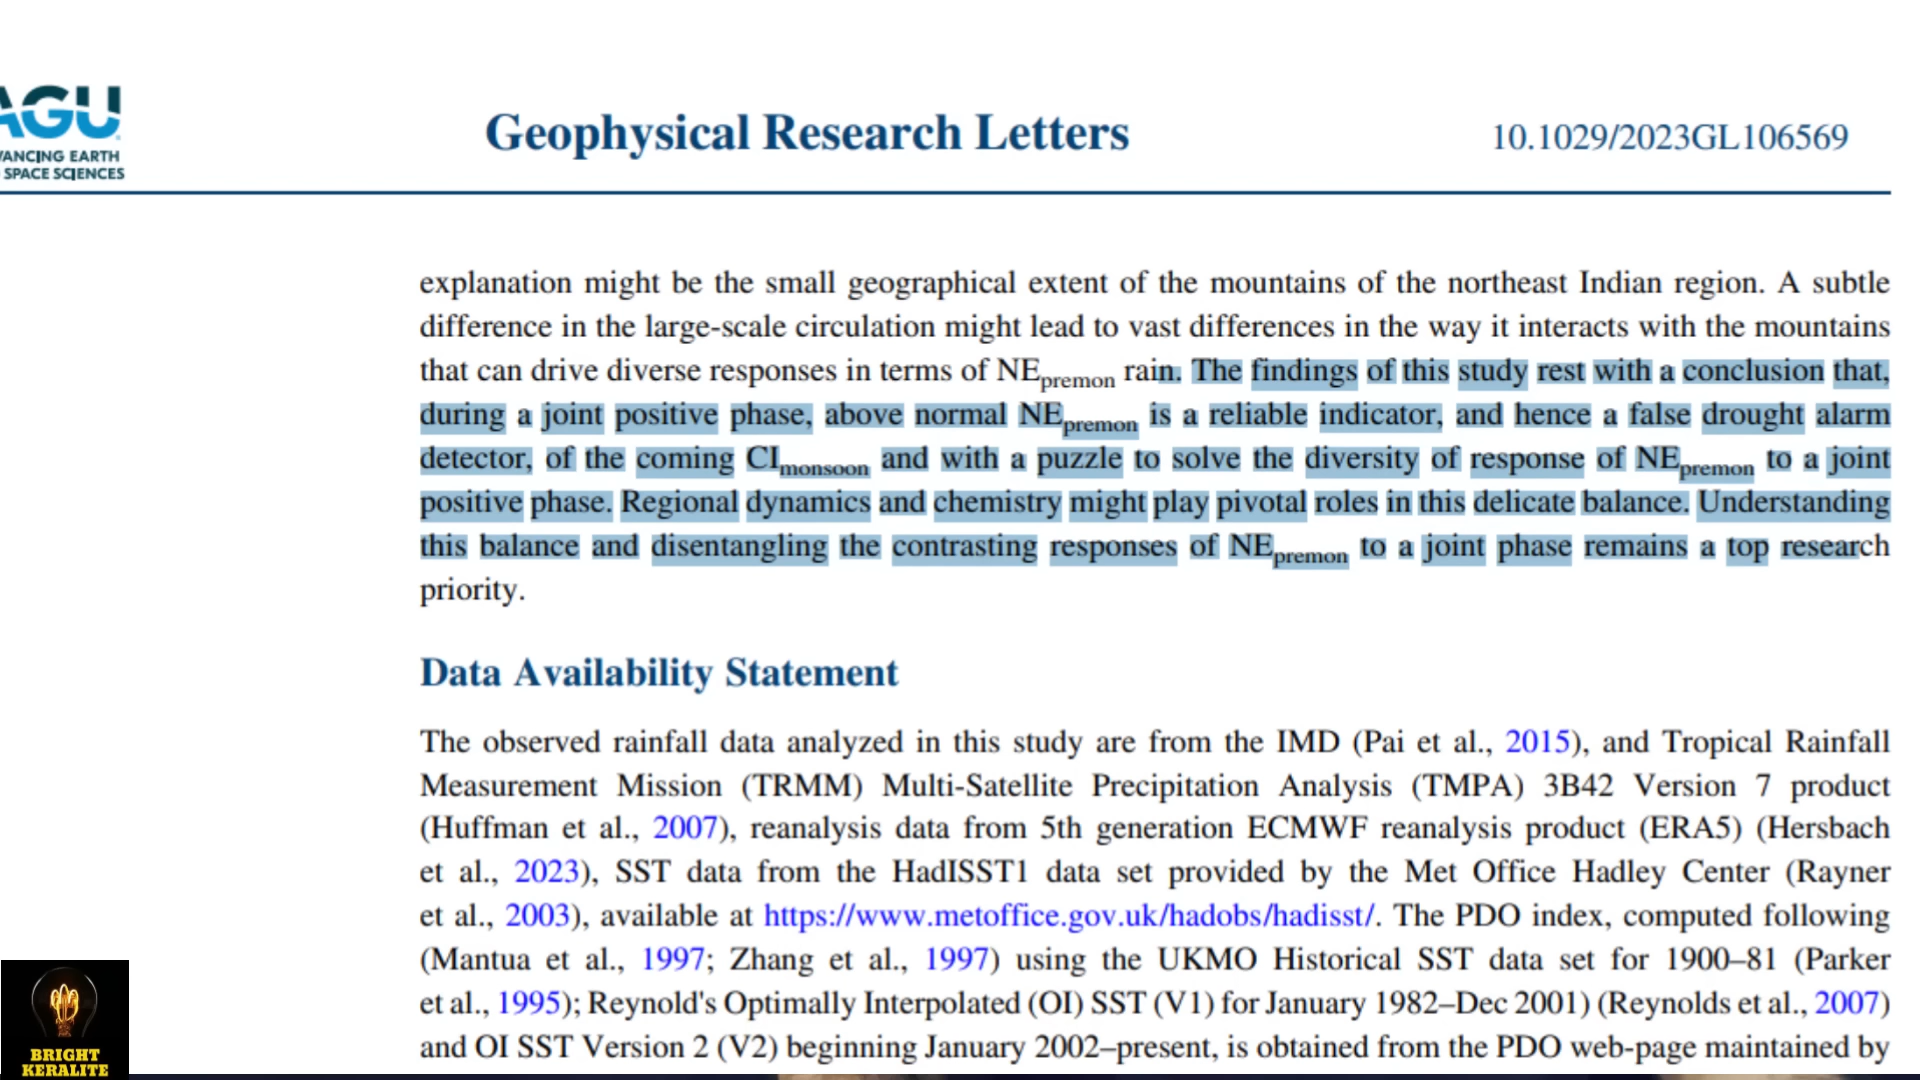 AGU
VANCING EARTH
SPACE SCIENCES
Geophysical Research Letters
10.1029/2023GL106569
explanation might be the small geographical extent of the mountains of the northeast Indian region. A subtle
difference in the large-scale circulation might lead to vast differences in the way it interacts with the mountains
that can drive diverse responses in terms of NEpremon rain. The findings of this study rest with a conclusion that,
during a joint positive phase, above normal NEpremon is a reliable indicator, and hence a false drought alarm
detector, of the coming CImonsoon and with a puzzle to solve the diversity of response of NEpremon to a joint
positive phase. Regional dynamics and chemistry might play pivotal roles in this delicate balance. Understanding
this balance and disentangling the contrasting responses of NEpremon to a joint phase remains a top research
priority.
Data Availability Statement
The observed rainfall data analyzed in this study are from the IMD (Pai et al., 2015), and Tropical Rainfall
Measurement Mission (TRMM) Multi-Satellite Precipitation Analysis (TMPA) 3B42 Version 7 product
(Huffman et al., 2007), reanalysis data from 5th generation ECMWF reanalysis product (ERA5) (Hersbach
et al., 2023), SST data from the HadISST1 data set provided by the Met Office Hadley Center (Rayner
et al., 2003), available at https://www.metoffice.gov.uk/hadobs/hadisst/. The PDO index, computed following
(Mantua et al., 1997; Zhang et al., 1997) using the UKMO Historical SST data set for 1900–81 (Parker
et al., 1995); Reynold's Optimally Interpolated (OI) SST (V1) for January 1982–Dec 2001) (Reynolds et al., 2007)
and OI SST Version 2 (V2) beginning January 2002–present, is obtained from the PDO web-page maintained by
BRIGHT
KERALITE